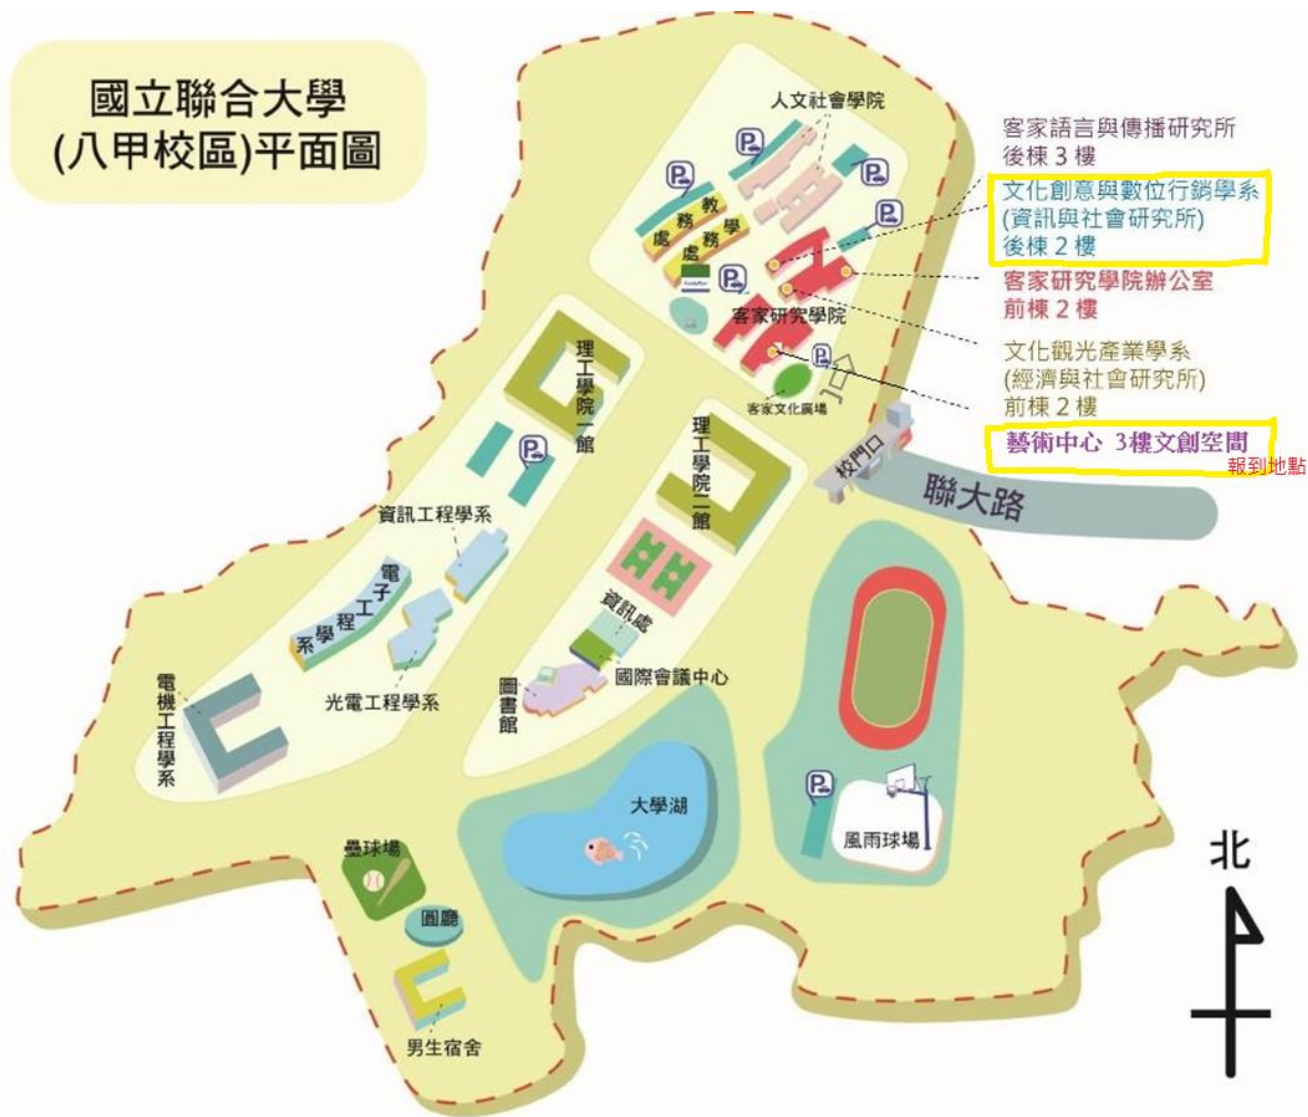 國立聯合大學
(八甲校區)平面圖
人文社會學院
客家語言與傳播研究所
後棟 3 樓
文化創意與數位行銷學系
(資訊與社會研究所)
後棟 2 樓
客家研究學院辦公室
前棟 2 樓
文化觀光產業學系
(經濟與社會研究所)
前棟 2 樓
藝術中心 3樓文創空間
報到地點
P
P
P
P
P
教務處
學務處
FamilyMart
客家研究學院
P
客家文化廣場
理工學院一館
理工學院二館
校門口
聯大路
P
資訊工程學系
電子工程學系
資訊處
國際會議中心
光電工程學系
圖書館
電機工程學系
大學湖
P
風雨球場
壘球場
圓廳
男生宿舍
北